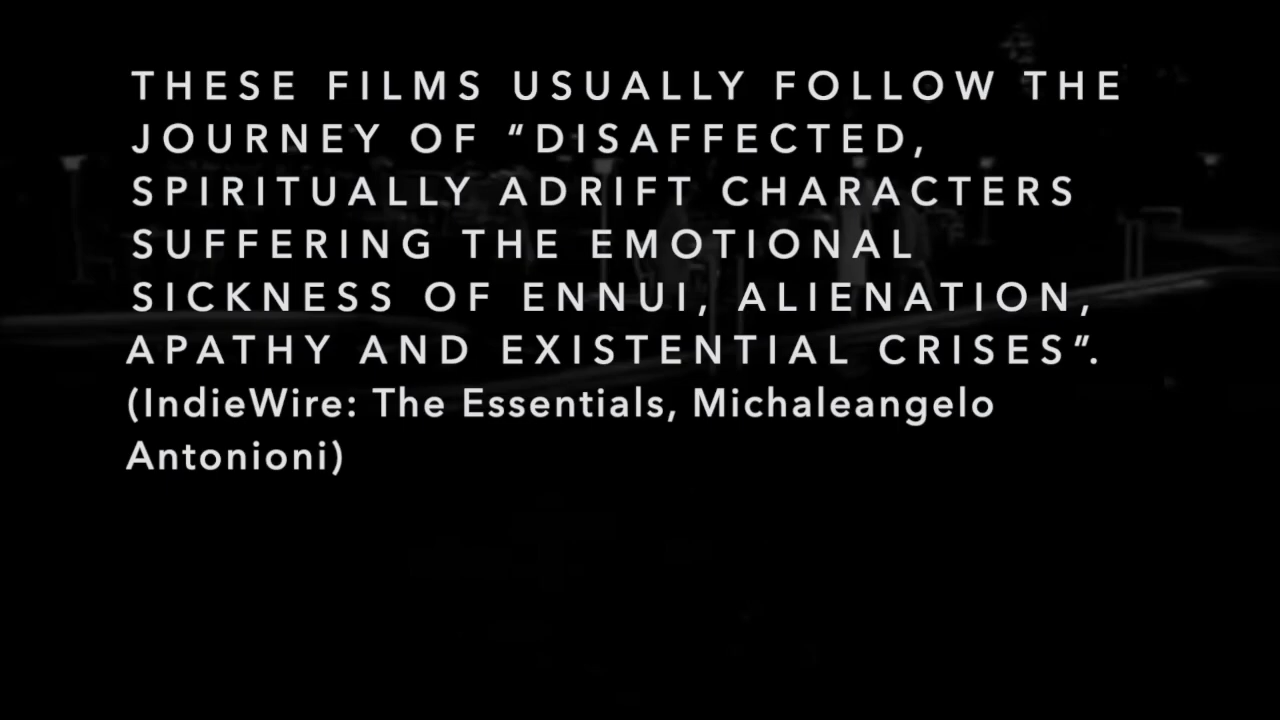 THESE FILMS USUALLY FOLLOW THE
JOURNEY OF "DISAFFECTED,
SPIRITUALLY ADRIFT CHARACTERS
SUFFERING THE EMOTIONAL
SICKNESS OF ENNUI, ALIENATION,
APATHY AND EXISTENTIAL CRISES".
(IndieWire: The Essentials, Michaleangelo
Antonioni)